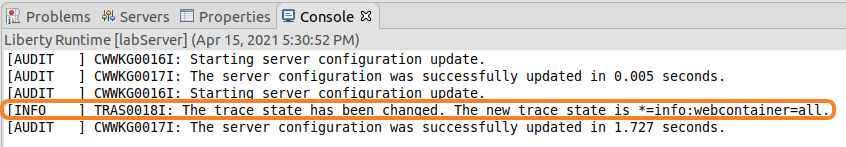 Problems Servers Properties Console
Liberty Runtime [labServer] (Apr 15, 2021 5:30:52 PM)
[AUDIT   ] CWWKG0016I: Starting server configuration update.
[AUDIT   ] CWWKG0017I: The server configuration was successfully updated in 0.005 seconds.
[AUDIT   ] CWWKG0016I: Starting server configuration update.
[INFO    ] TRAS0018I: The trace state has been changed. The new trace state is *=info:webcontainer=all.
[AUDIT   ] CWWKG0017I: The server configuration was successfully updated in 1.727 seconds.